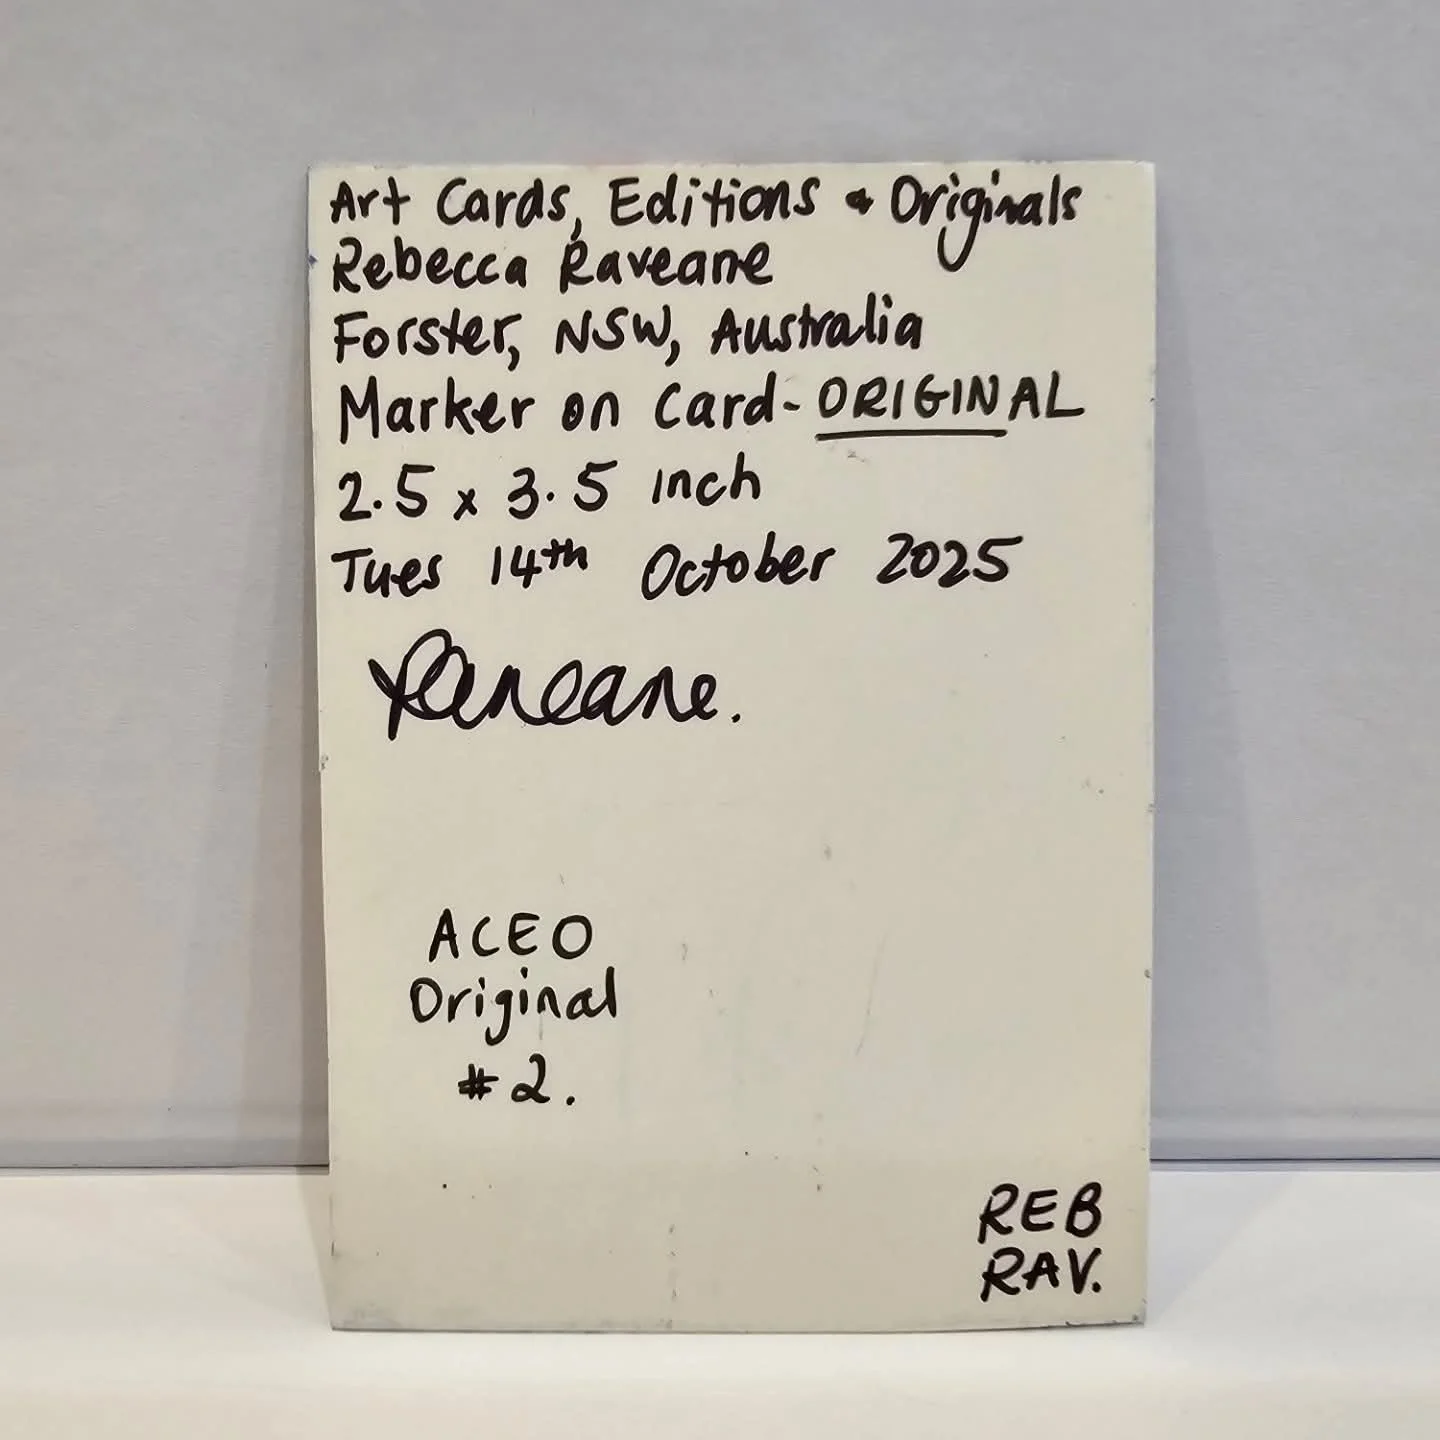 Art Cards, Editions & Originals
Rebecca Raveane
Forster, NSW, Australia
Marker on Card - ORIGINAL
2.5 x 3.5 inch
Tues 14th October 2025
Raveane.
ACEO
Original
#2.
REB
RAV.